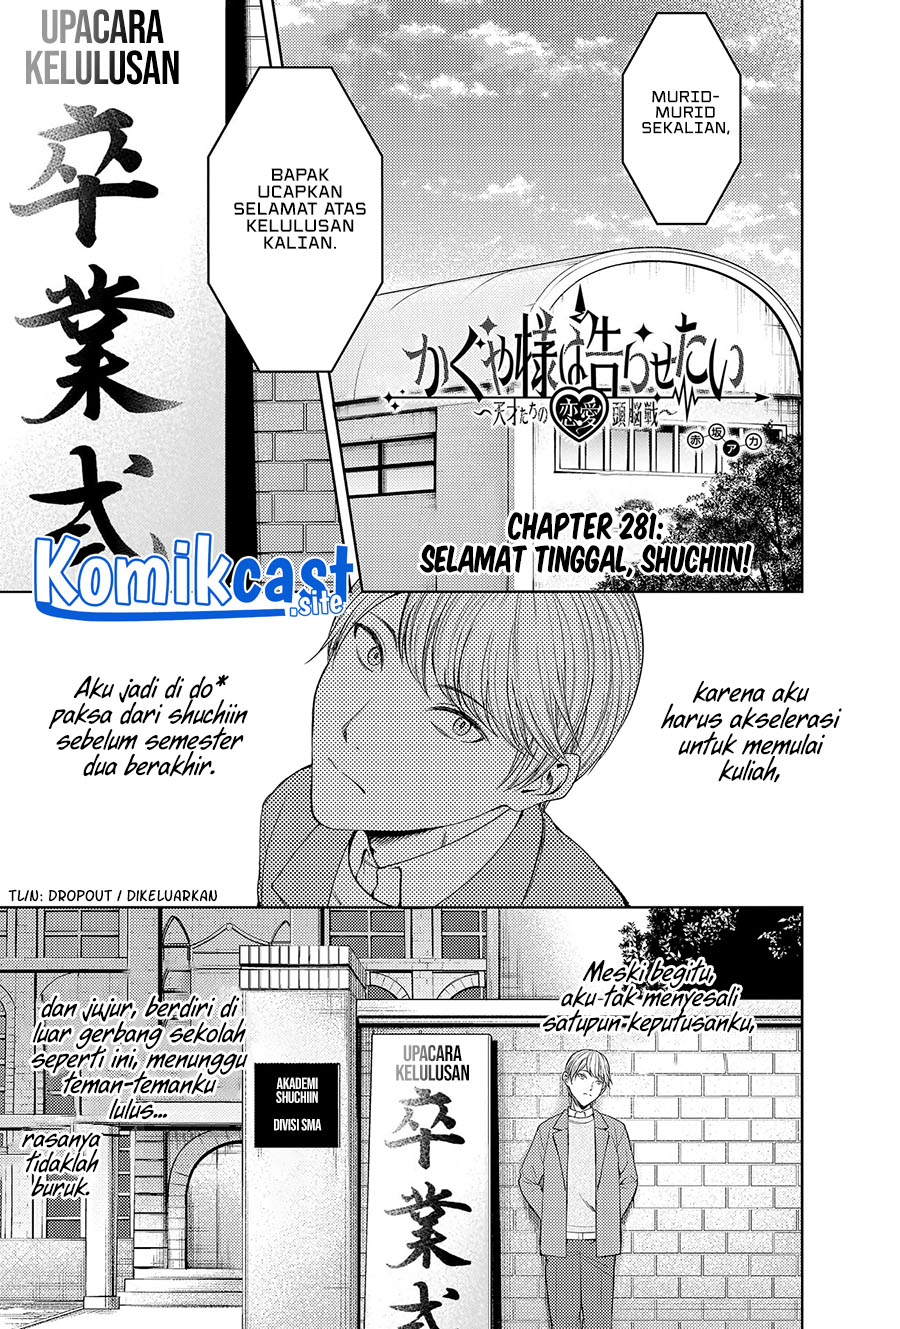 UPACARA
KELULUSAN
卒業式
MURID-
MURID
SEKALIAN,
BAPAK
UCAPKAN
SELAMAT ATAS
KELULUSAN
KALIAN.
かぐや様は告らせたい
〜天才たちの恋愛頭脳戦〜
赤坂アカ
CHAPTER 281:
SELAMAT TINGGAL, SHUCHIIN!
Komikcast
.site
karena aku
harus akselerasi
untuk memulai
kuliah,
Aku jadi di do*
paksa dari shuchiin
sebelum semester
dua berakhir.
TL/N: DROPOUT / DIKELUARKAN
Meski begitu,
aku tak menyesali
satupun keputusanku,
dan jujur, berdiri di
luar gerbang sekolah
seperti ini, menunggu
teman-temanku
lulus...
rasanya
tidaklah
buruk.
AKADEMI
SHUCHIIN
DIVISI SMA
UPACARA
KELULUSAN
卒業式